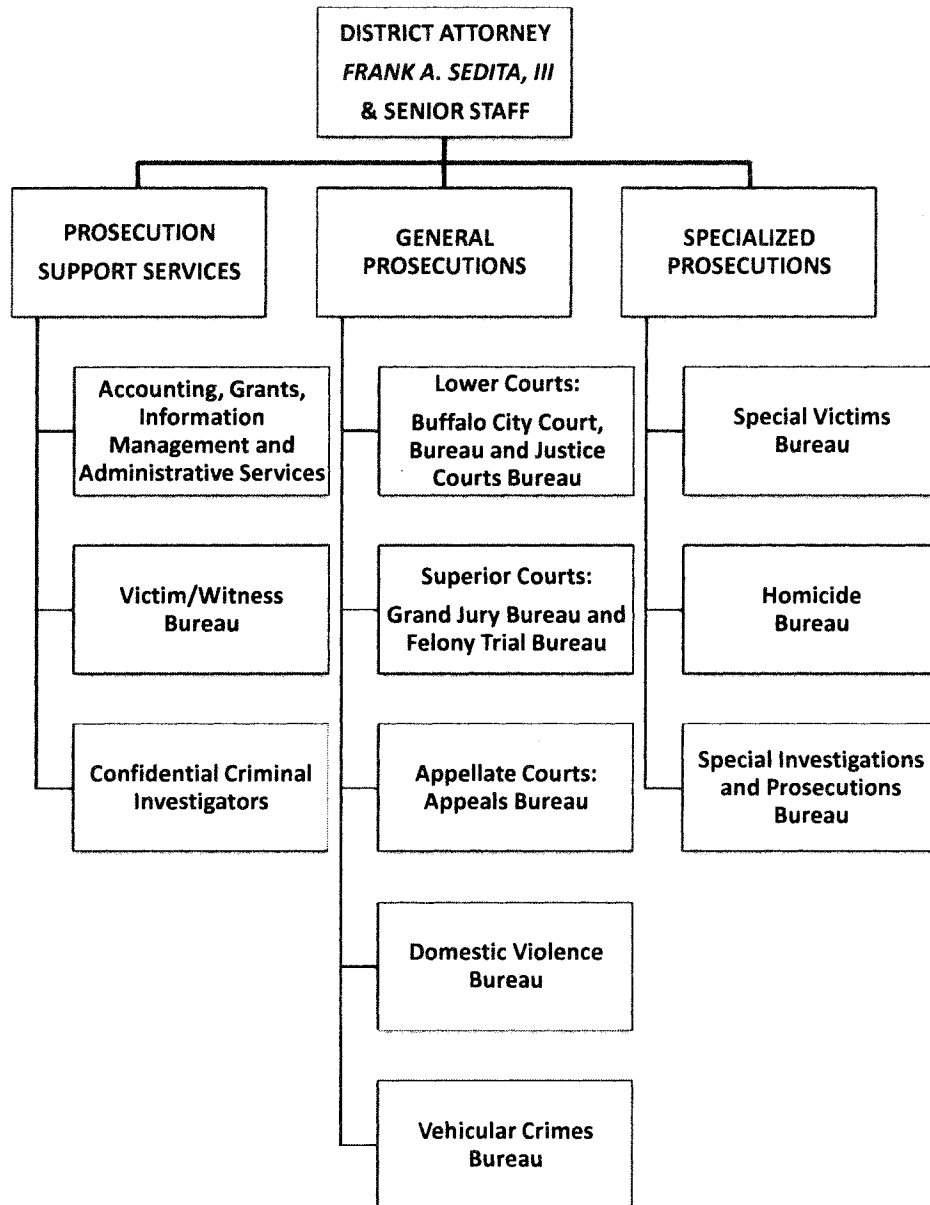 DISTRICT ATTORNEY
FRANK A. SEDITA, III
& SENIOR STAFF
PROSECUTION
SUPPORT SERVICES
GENERAL
PROSECUTIONS
SPECIALIZED
PROSECUTIONS
Accounting, Grants,
Information
Management and
Administrative Services
Lower Courts:
Buffalo City Court,
Bureau and Justice
Courts Bureau
Special Victims
Bureau
Victim/Witness
Bureau
Superior Courts:
Grand Jury Bureau and
Felony Trial Bureau
Homicide
Bureau
Confidential Criminal
Investigators
Appellate Courts:
Appeals Bureau
Special Investigations
and Prosecutions
Bureau
Domestic Violence
Bureau
Vehicular Crimes
Bureau